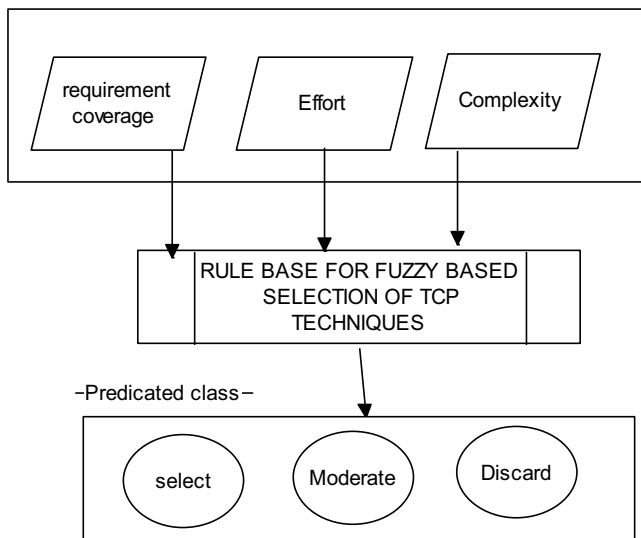 requirement
coverage
Effort
Complexity
RULE BASE FOR FUZZY BASED
SELECTION OF TCP
TECHNIQUES
-Predicated class-
select
Moderate
Discard